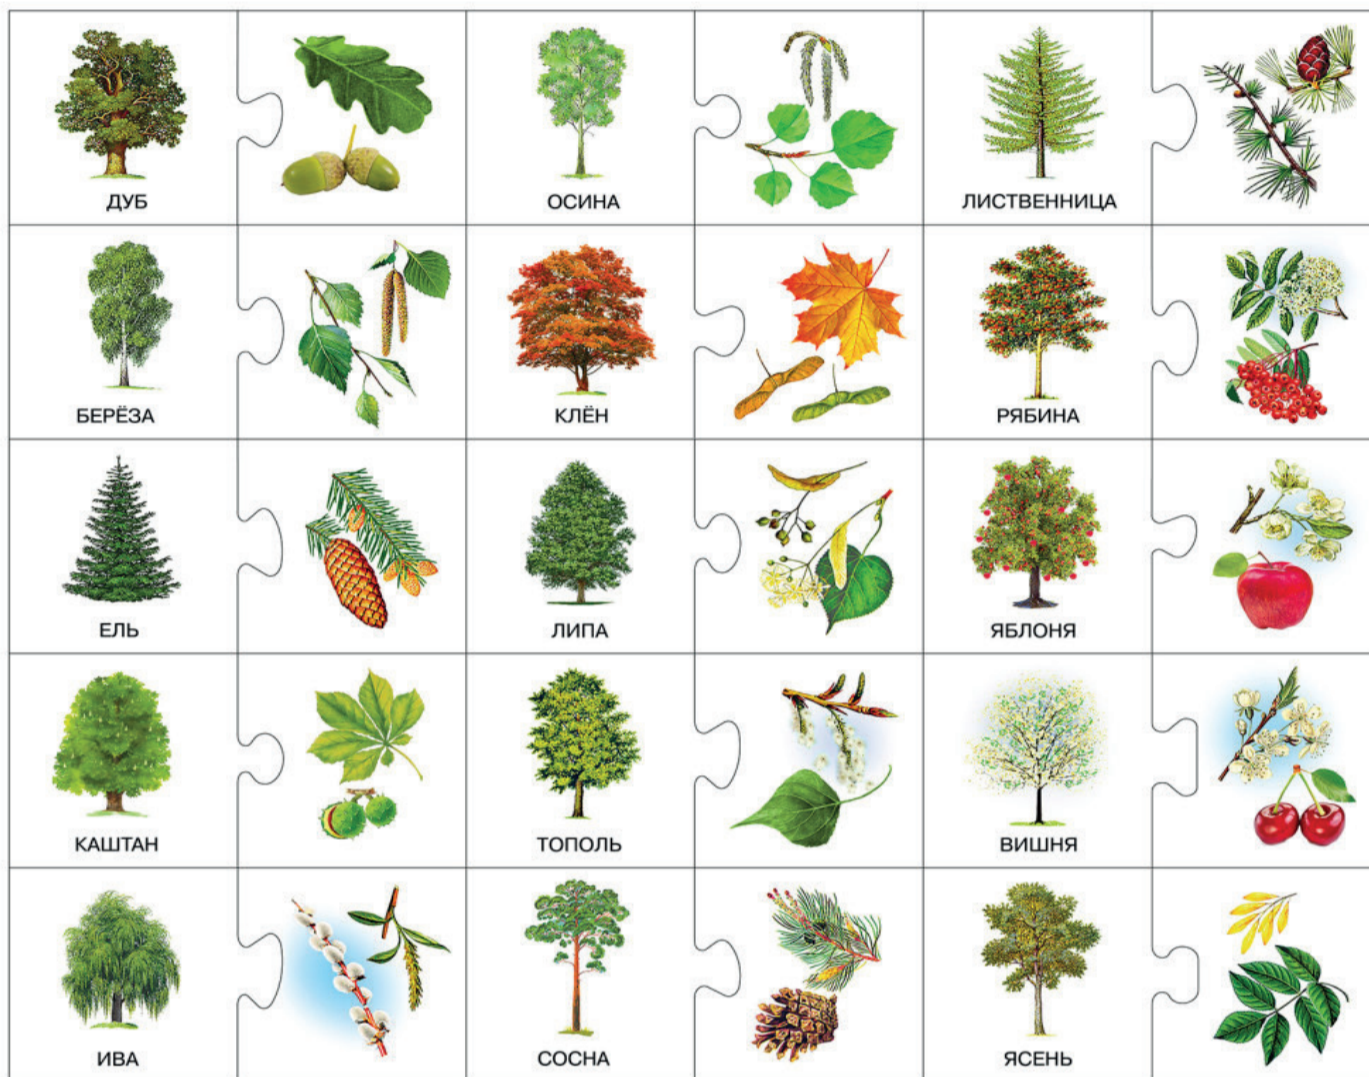 ДУБ
ОСИНА
ЛИСТВЕННИЦА
БЕРЁЗА
КЛЁН
РЯБИНА
ЕЛЬ
ЛИПА
ЯБЛОНЯ
КАШТАН
ТОПОЛЬ
ВИШНЯ
ИВА
СОСНА
ЯСЕНЬ